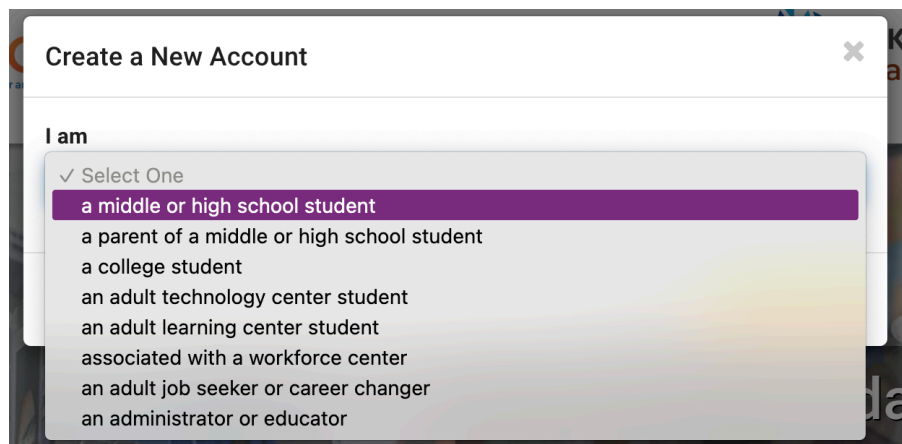 Create a New Account
I am
✓ Select One
a middle or high school student
a parent of a middle or high school student
a college student
an adult technology center student
an adult learning center student
associated with a workforce center
an adult job seeker or career changer
an administrator or educator